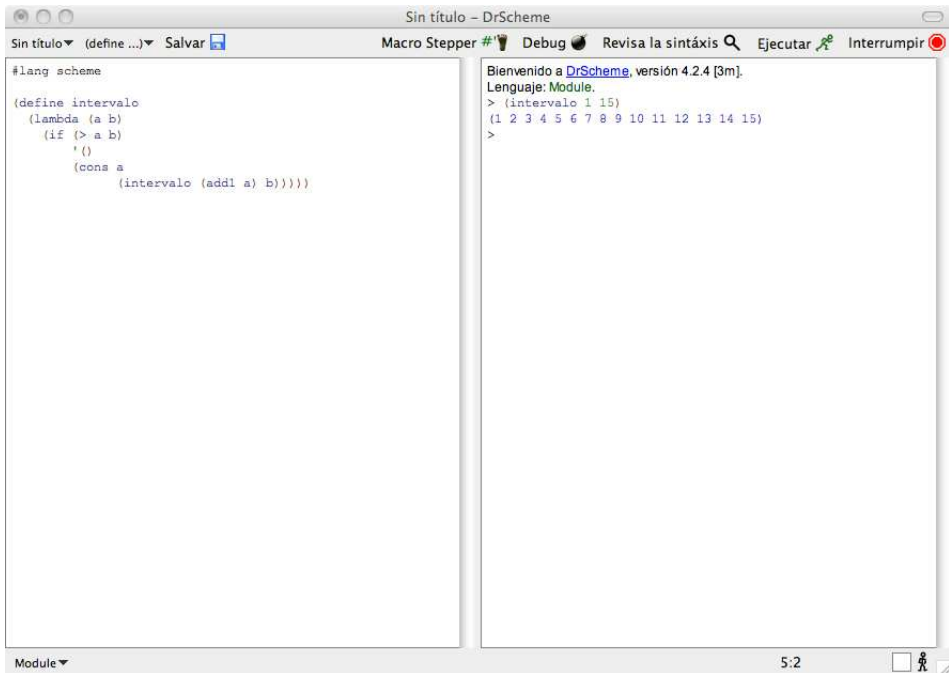 Sin título – DrScheme
Sin título (define ...) Salvar Macro Stepper #' Debug Revisa la sintáxis Ejecutar Interrumpir
#lang scheme
(define intervalo
(lambda (a b)
(if (> a b)
'()
(cons a
(intervalo (add1 a) b)))))
Bienvenido a DrScheme, versión 4.2.4 [3m].
Lenguaje: Module.
> (intervalo 1 15)
(1 2 3 4 5 6 7 8 9 10 11 12 13 14 15)
>
Module 5:2